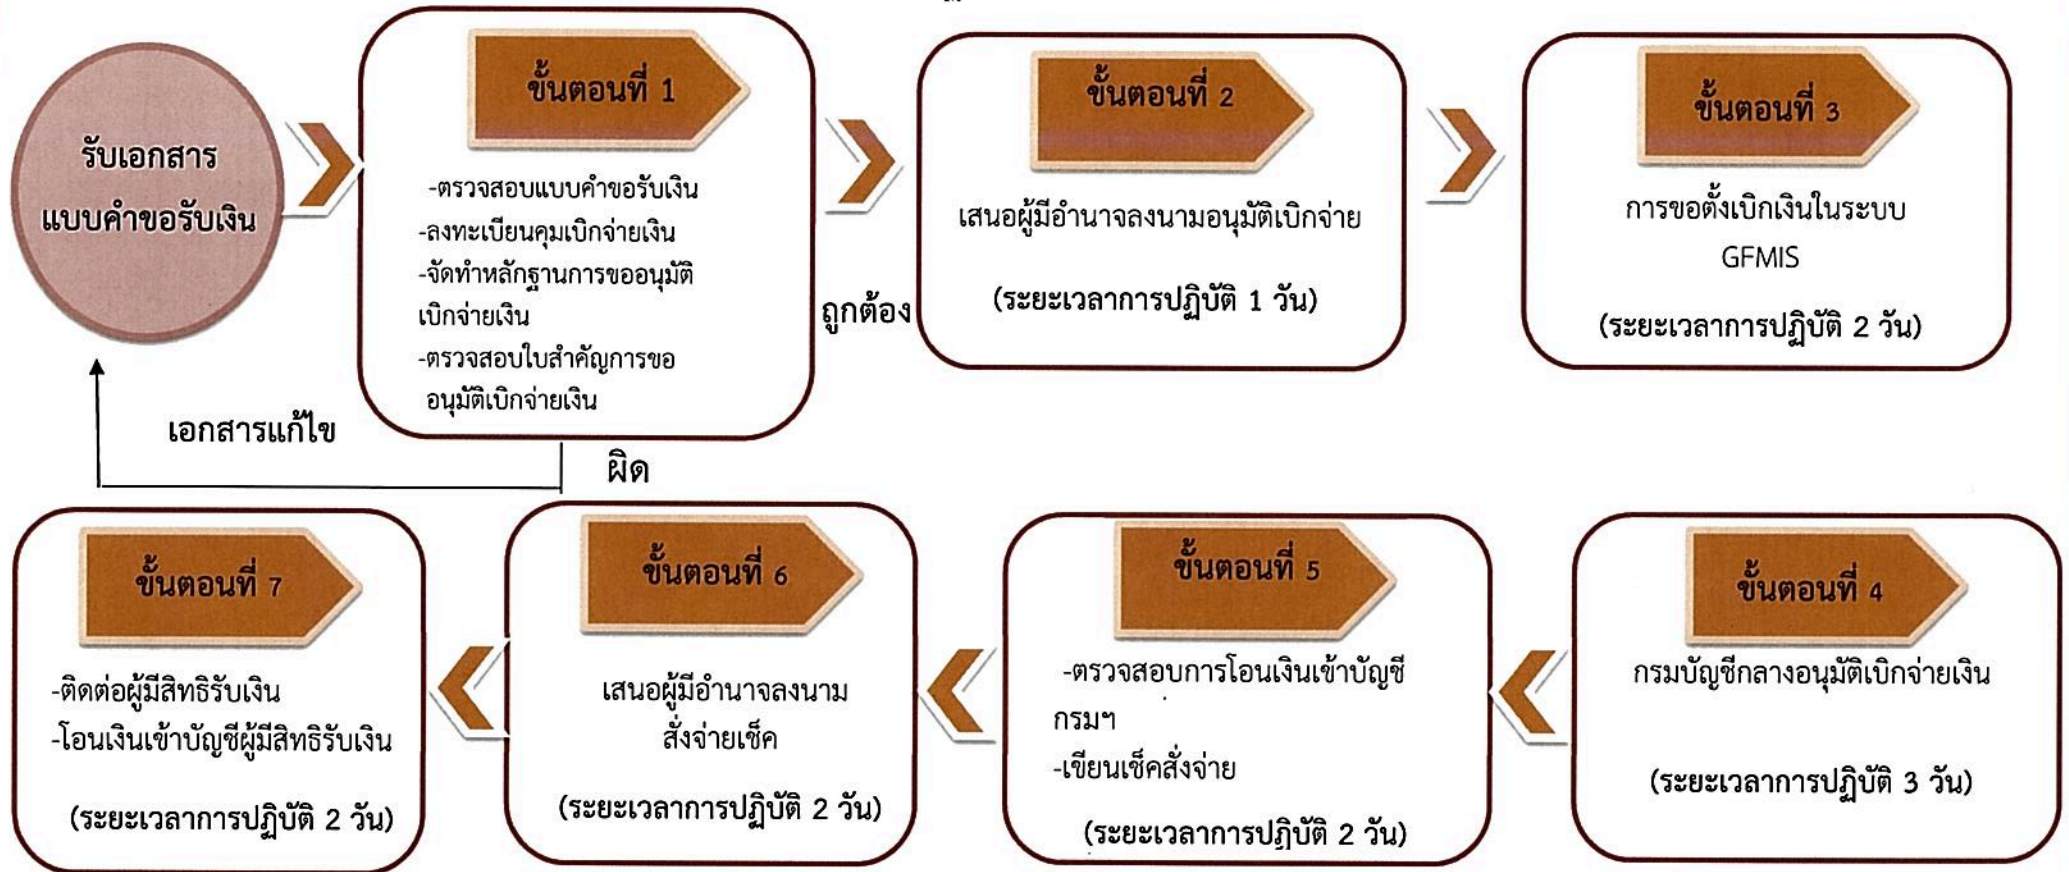 รับเอกสาร
แบบคำขอรับเงิน
ขั้นตอนที่ 1
-ตรวจสอบแบบคำขอรับเงิน
-ลงทะเบียนคุมเบิกจ่ายเงิน
-จัดทำหลักฐานการขออนุมัติ
เบิกจ่ายเงิน
-ตรวจสอบใบสำคัญการขอ
อนุมัติเบิกจ่ายเงิน
ถูกต้อง
ขั้นตอนที่ 2
เสนอผู้มีอำนาจลงนามอนุมัติเบิกจ่าย
(ระยะเวลาการปฏิบัติ 1 วัน)
ขั้นตอนที่ 3
การขอตั้งเบิกเงินในระบบ
GFMIS
(ระยะเวลาการปฏิบัติ 2 วัน)
เอกสารแก้ไข
ผิด
ขั้นตอนที่ 4
กรมบัญชีกลางอนุมัติเบิกจ่ายเงิน
(ระยะเวลาการปฏิบัติ 3 วัน)
ขั้นตอนที่ 5
-ตรวจสอบการโอนเงินเข้าบัญชี
กรมฯ
-เขียนเช็คสั่งจ่าย
(ระยะเวลาการปฏิบัติ 2 วัน)
ขั้นตอนที่ 6
เสนอผู้มีอำนาจลงนาม
สั่งจ่ายเช็ค
(ระยะเวลาการปฏิบัติ 2 วัน)
ขั้นตอนที่ 7
-ติดต่อผู้มีสิทธิรับเงิน
-โอนเงินเข้าบัญชีผู้มีสิทธิรับเงิน
(ระยะเวลาการปฏิบัติ 2 วัน)